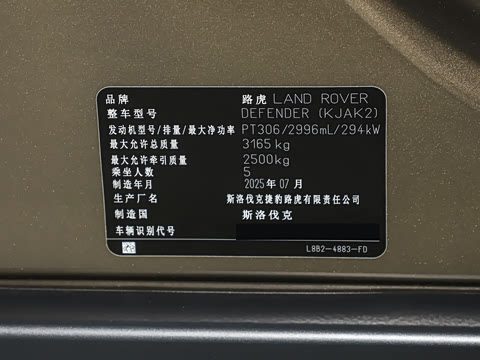 品牌 路虎 LAND ROVER
整车型号 DEFENDER (KJAK2)
发动机型号/排量/最大净功率 PT306/2996mL/294kW
最大允许总质量 3165 kg
最大允许牵引质量 2500kg
乘坐人数 5
制造年月 2025年 07 月
生产厂名 斯洛伐克捷豹路虎有限责任公司
制造国 斯洛伐克
车辆识别代号
L8B2-4883-FD